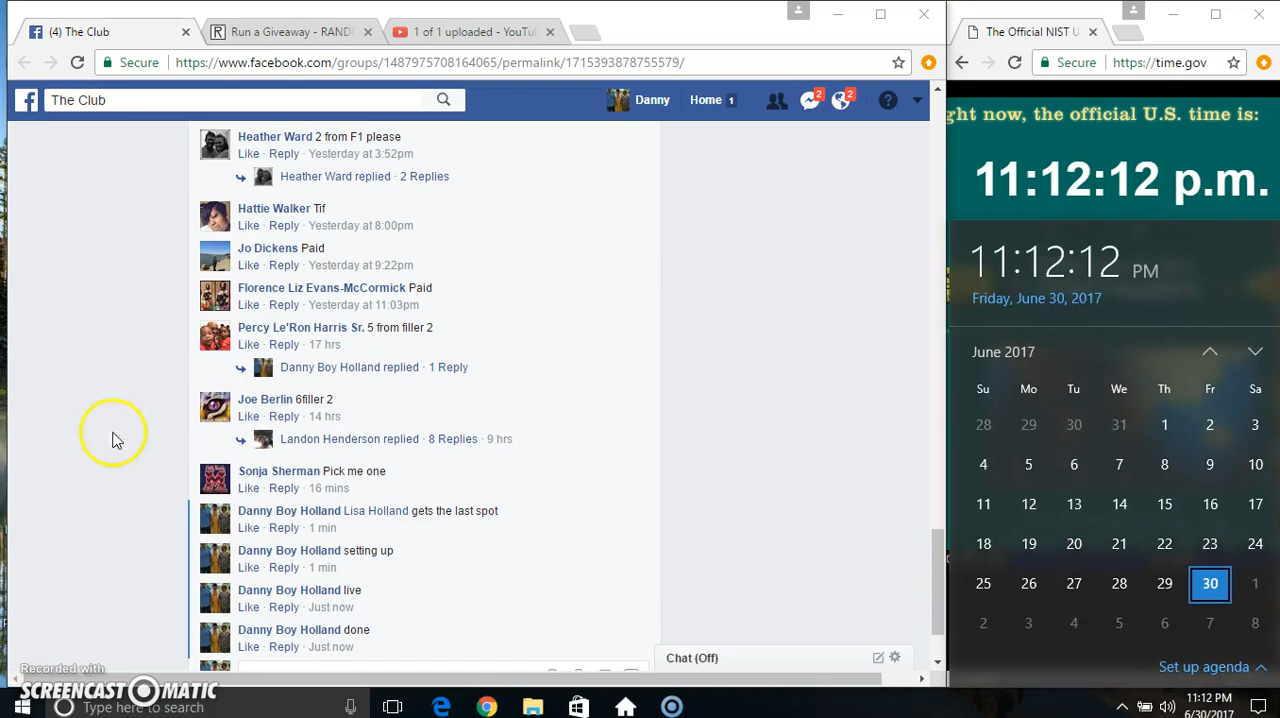 (4) The Club
Run a Giveaway - RAND
1 of 1 uploaded - YouTu
The Official NIST U
Secure
https://www.facebook.com/groups/1487975708164065/permalink/1715393878755579/
Secure
https://time.gov
The Club
Danny
Home 1
2
2
ght now, the official U.S. time is:
11:12:12 p.m.
Heather Ward 2 from F1 please
Like · Reply · Yesterday at 3:52pm
Heather Ward replied · 2 Replies
Hattie Walker Tif
Like · Reply · Yesterday at 8:00pm
Jo Dickens Paid
Like · Reply · Yesterday at 9:22pm
Florence Liz Evans-McCormick Paid
Like · Reply · Yesterday at 11:03pm
Percy Le'Ron Harris Sr. 5 from filler 2
Like · Reply · 17 hrs
Danny Boy Holland replied · 1 Reply
Joe Berlin 6filler 2
Like · Reply · 14 hrs
Landon Henderson replied · 8 Replies · 9 hrs
Sonja Sherman Pick me one
Like · Reply · 16 mins
Danny Boy Holland Lisa Holland gets the last spot
Like · Reply · 1 min
Danny Boy Holland setting up
Like · Reply · 1 min
Danny Boy Holland live
Like · Reply · Just now
Danny Boy Holland done
Like · Reply · Just now
Chat (Off)
11:12:12 PM
Friday, June 30, 2017
June 2017
Su Mo Tu We Th Fr Sa
28 29 30 31 1 2 3
4 5 6 7 8 9 10
11 12 13 14 15 16 17
18 19 20 21 22 23 24
25 26 27 28 29 30 1
2 3 4 5 6 7 8
Set up agenda
Recorded with
SCREENCAST-O-MATIC
Type here to search
11:12 PM
6/30/2017